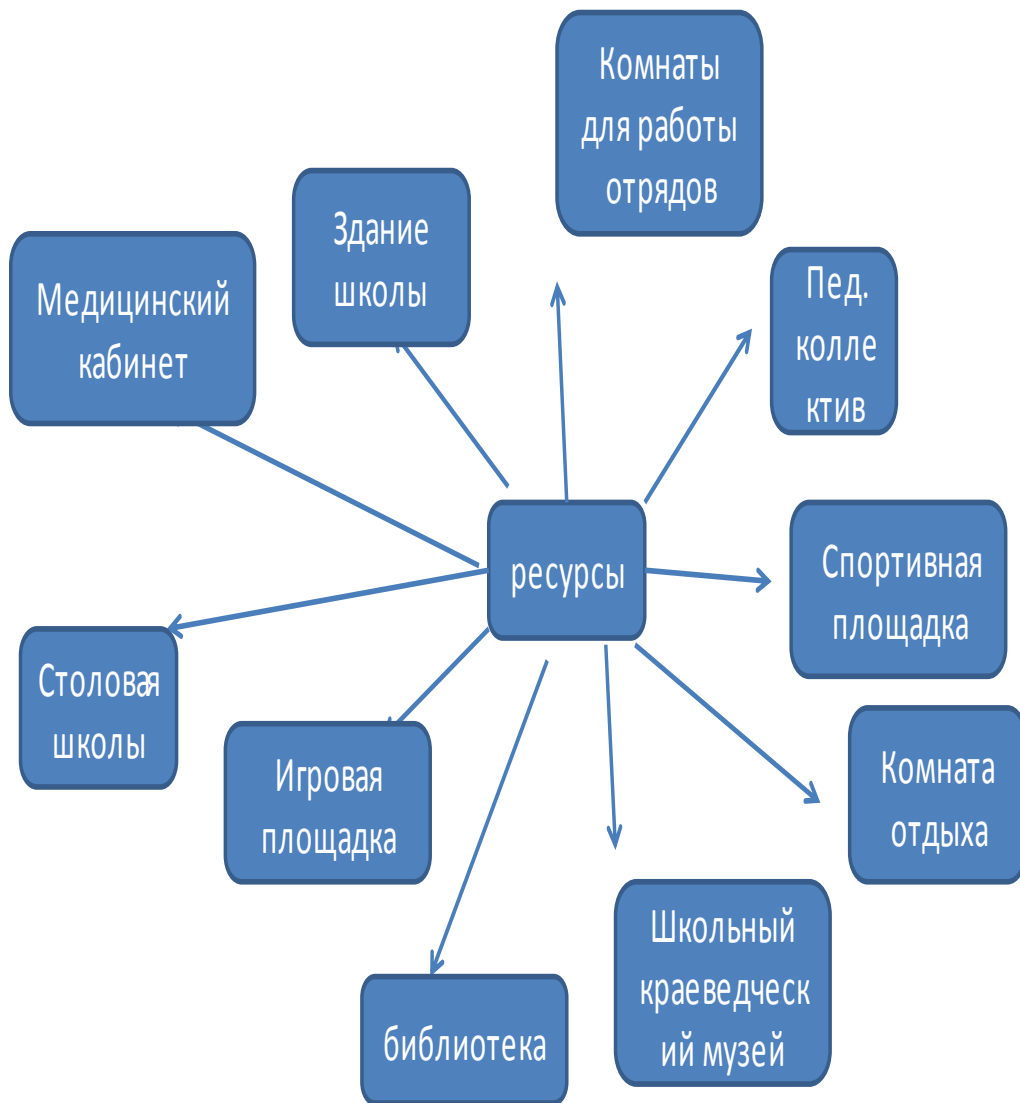 Комнаты
для работы
отрядов
Здание
школы
Медицинский
кабинет
Пед.
колле
ктив
ресурсы
Спортивная
площадка
Столовая
школы
Игровая
площадка
Комната
отдыха
Школьный
краеведческ
ий музей
библиотека